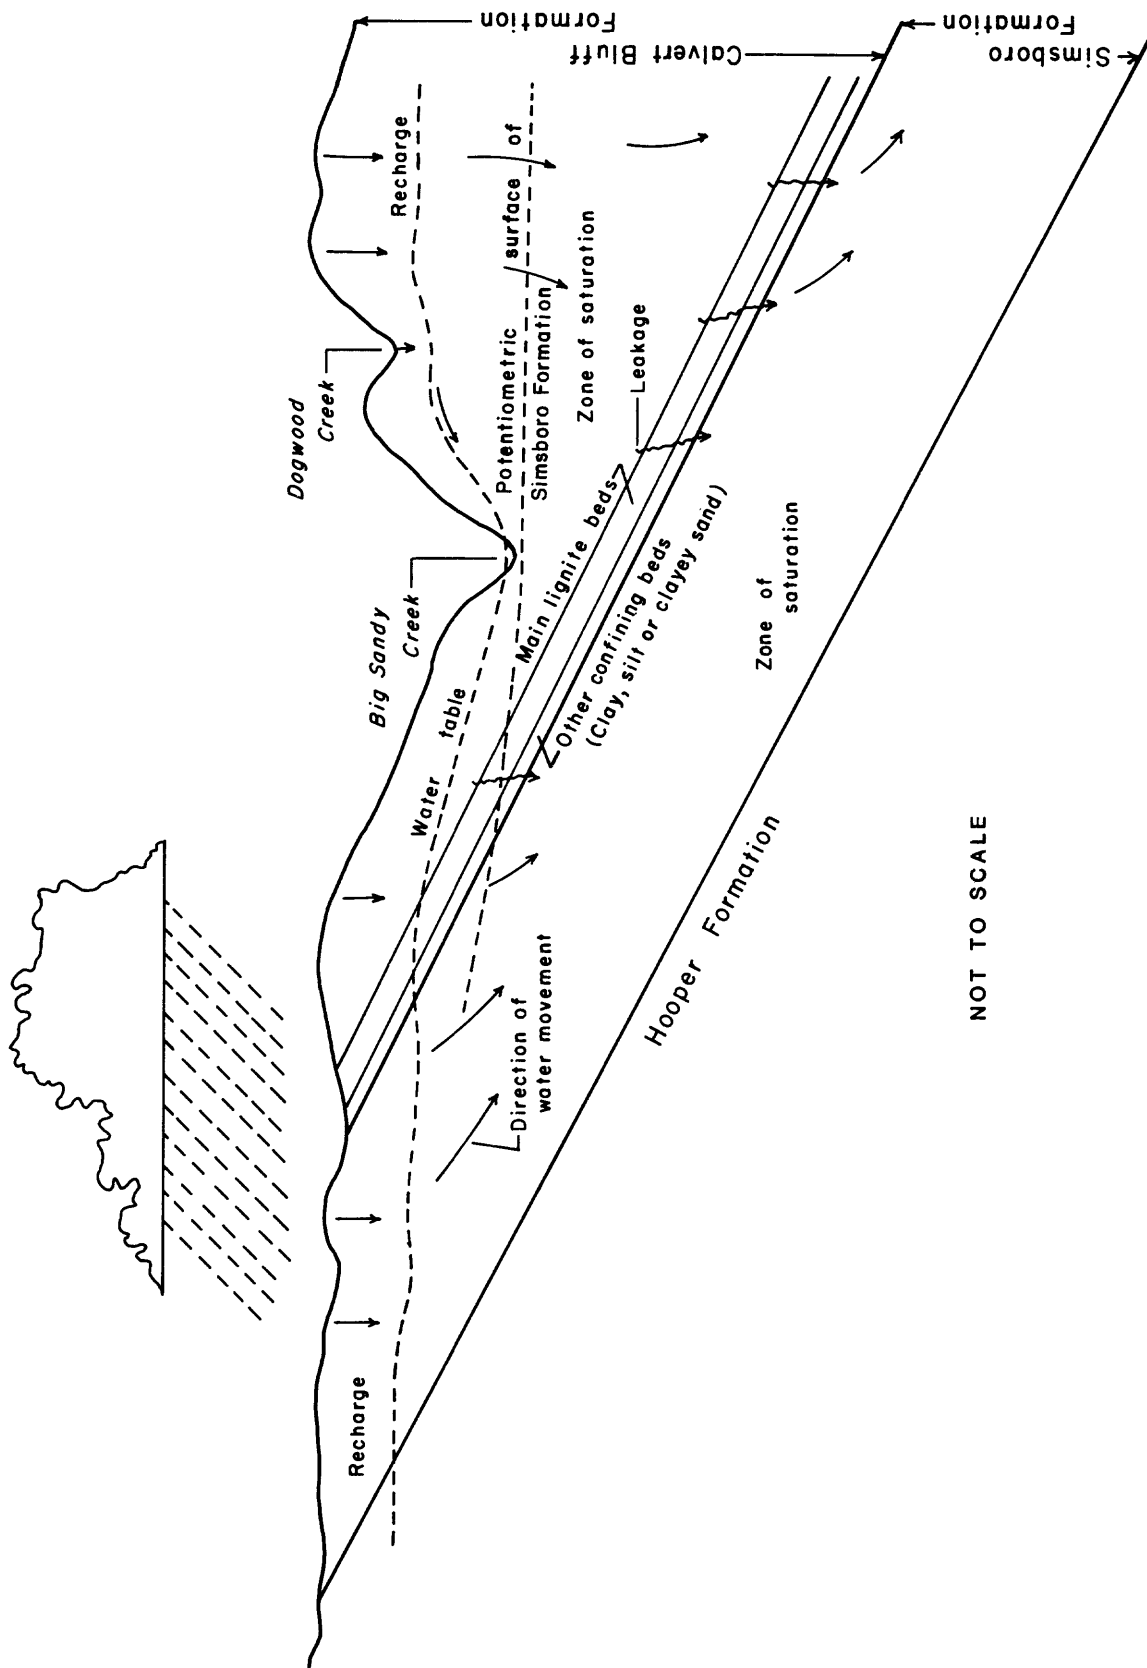 Dogwood
Creek
Big Sandy
Creek
Recharge
Water table
Potentiometric surface of
Simsboro Formation
Zone of saturation
Leakage
Main lignite beds
Other confining beds
(Clay, silt or clayey sand)
Zone of
saturation
Direction of
water movement
Recharge
Hooper Formation
Calvert Bluff
Formation
Simsboro
Formation
NOT TO SCALE